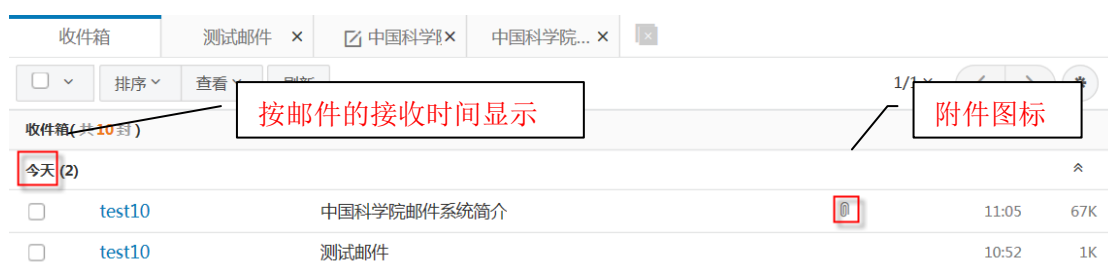 收件箱 测试邮件 × 中国科学 × 中国科学院... ×
排序 查看 刷新 1/1
按邮件的接收时间显示 附件图标
收件箱(共10封)
今天 (2)
test10 中国科学院邮件系统简介 11:05 67K
test10 测试邮件 10:52 1K